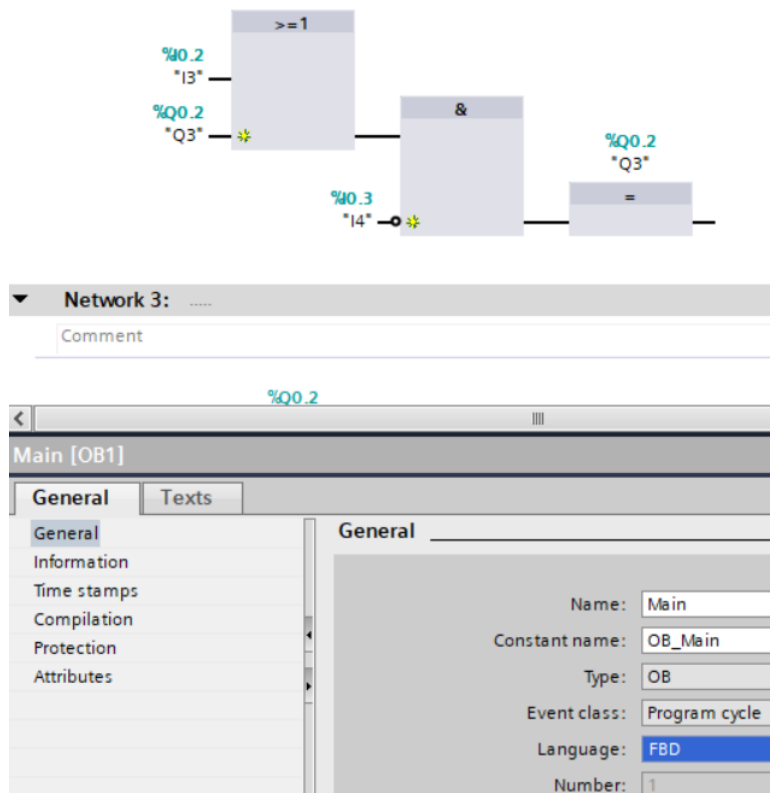 >=1
%I0.2
"I3"
%Q0.2
"Q3"
&
%Q0.2
"Q3"
=
%I0.3
"I4"
Network 3: .....
Comment
%Q0.2
Main [OB1]
General Texts
General
Information
Time stamps
Compilation
Protection
Attributes
General
Name: Main
Constant name: OB_Main
Type: OB
Event class: Program cycle
Language: FBD
Number: 1